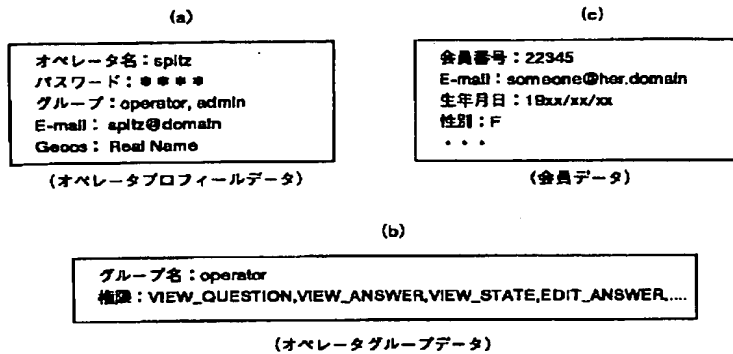 (a)
オペレータ名：spitz
パスワード：＊＊＊＊
グループ：operator, admin
E-mail： spitz@domain
Gecos： Real Name
(オペレータプロフィールデータ)
(c)
会員番号：22345
E-mail：someone@her.domain
生年月日：19xx/xx/xx
性別：F
・・・
(会員データ)
(b)
グループ名：operator
権限：VIEW_QUESTION,VIEW_ANSWER,VIEW_STATE,EDIT_ANSWER,....
(オペレータグループデータ)